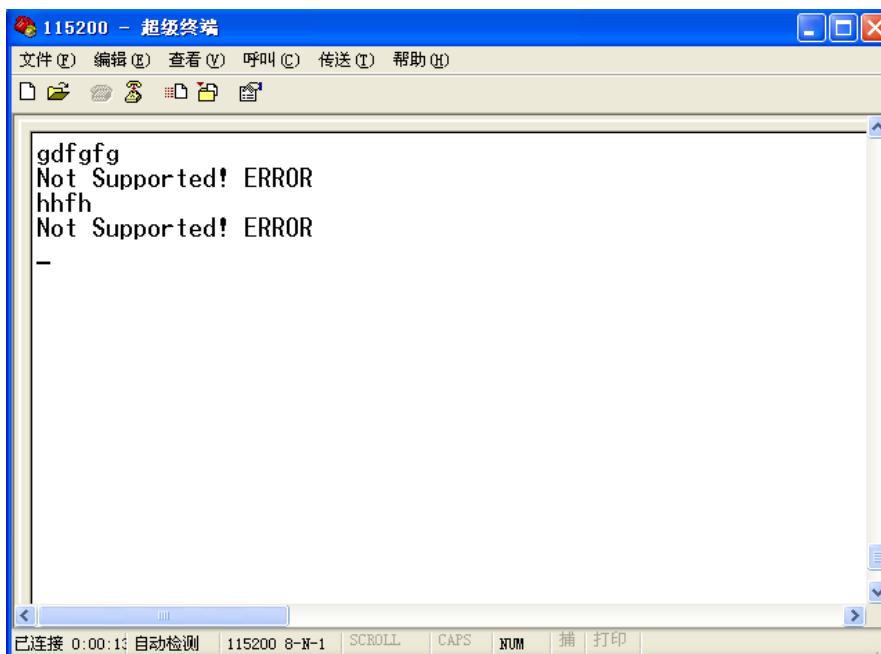 115200 - 超级终端
文件(F) 编辑(E) 查看(V) 呼叫(C) 传送(T) 帮助(H)
gdfgfg
Not Supported! ERROR
hhfh
Not Supported! ERROR
已连接 0:00:13 自动检测 115200 8-N-1 SCROLL CAPS NUM 捕 打印